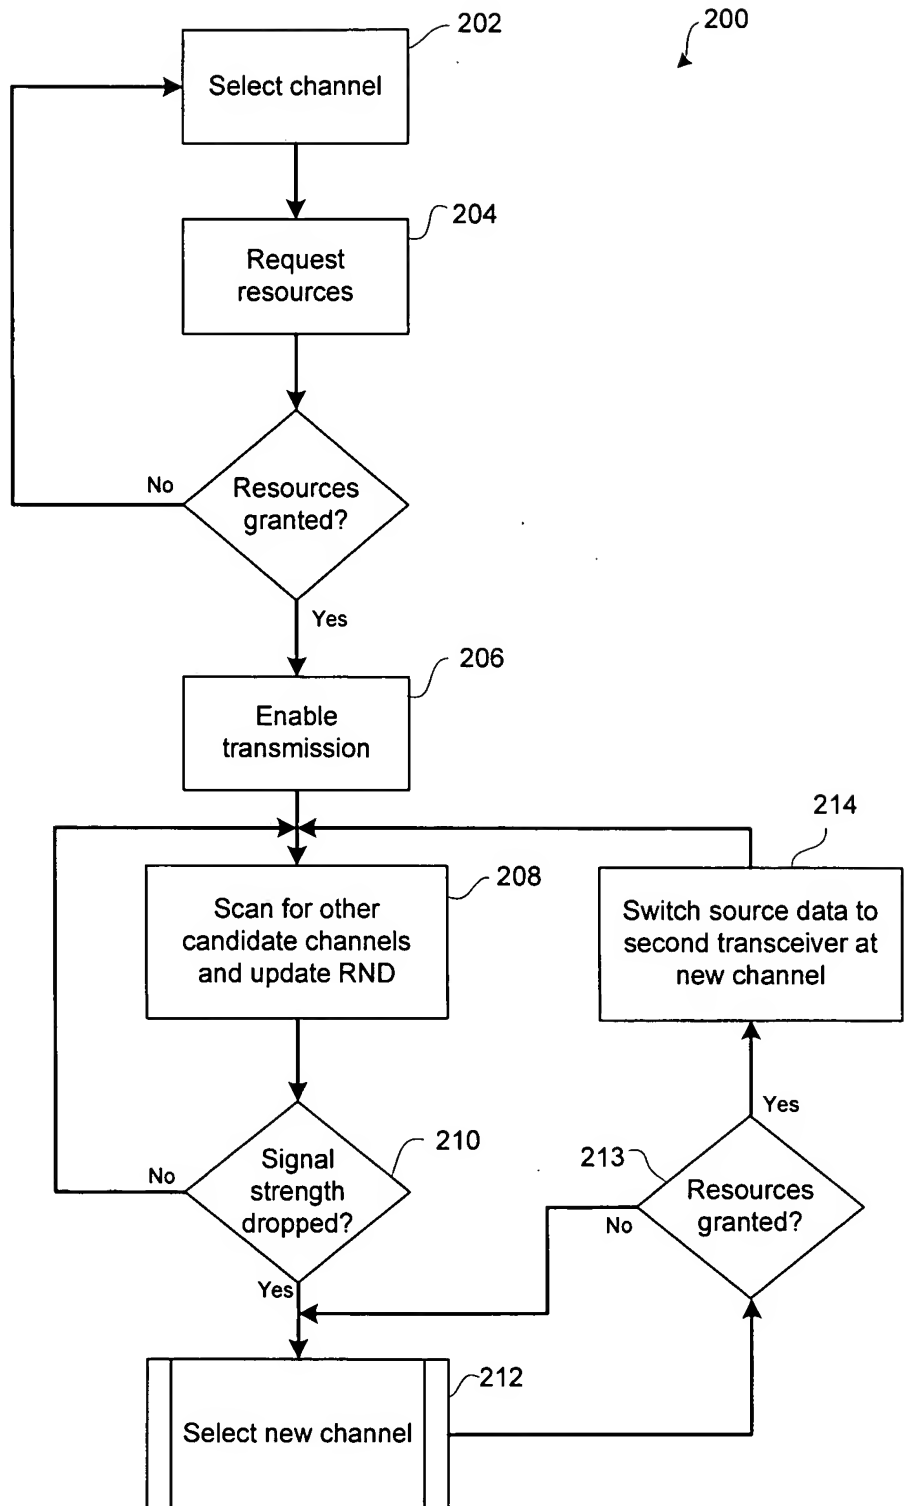 202
200
Select channel
204
Request
resources
No
Resources
granted?
Yes
206
Enable
transmission
214
208
Scan for other
candidate channels
and update RND
Switch source data to
second transceiver at
new channel
Yes
210
213
No
Signal
strength
dropped?
Resources
granted?
No
Yes
212
Select new channel